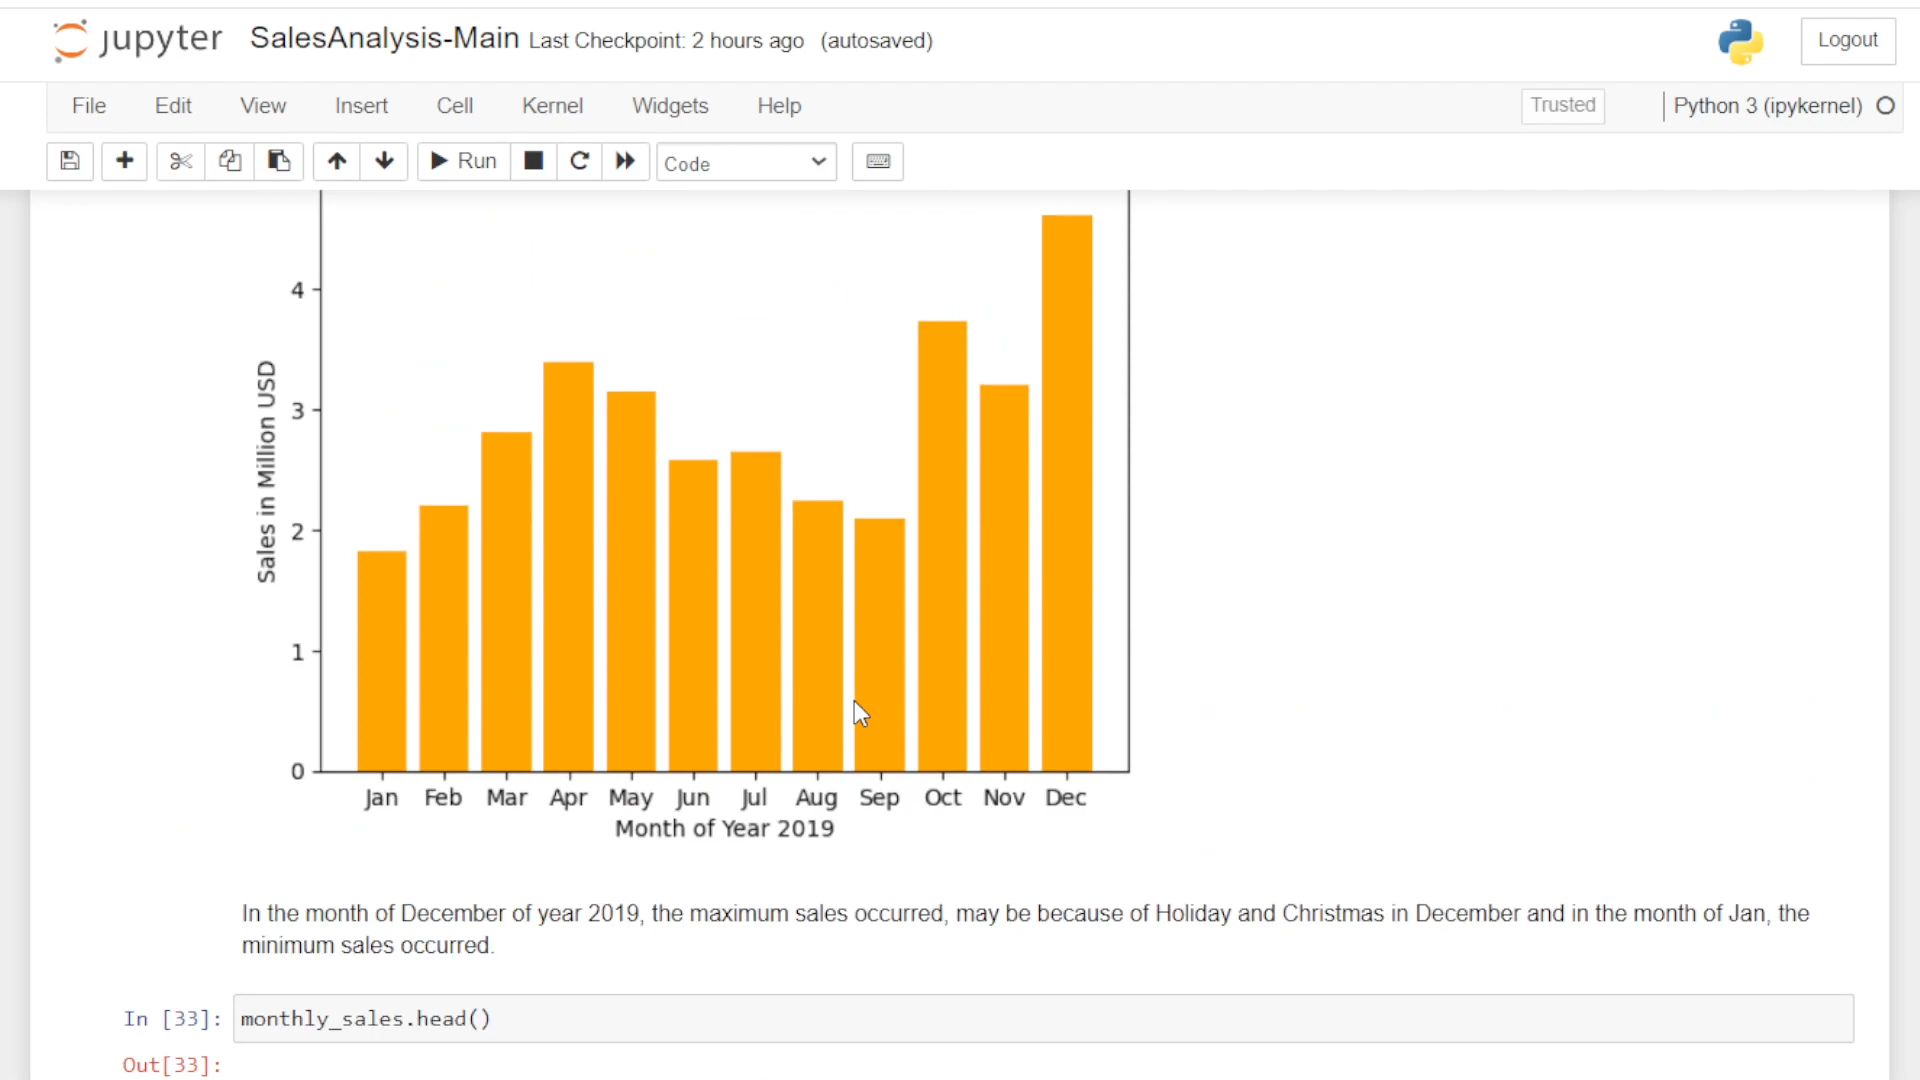 jupyter SalesAnalysis-Main Last Checkpoint: 2 hours ago (autosaved) Logout
File Edit View Insert Cell Kernel Widgets Help Trusted Python 3 (ipykernel)
Run Code
4
3
2
1
0
Sales in Million USD
Jan Feb Mar Apr May Jun Jul Aug Sep Oct Nov Dec
Month of Year 2019
In the month of December of year 2019, the maximum sales occurred, may be because of Holiday and Christmas in December and in the month of Jan, the
minimum sales occurred.
In [33]: monthly_sales.head()
Out[33]: